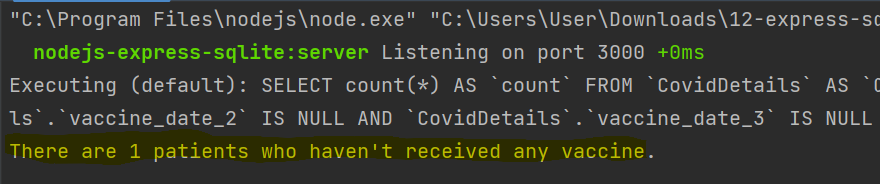 "C:\Program Files\nodejs\node.exe" "C:\Users\User\Downloads\12-express-sq
nodejs-express-sqlite:server Listening on port 3000 +0ms
Executing (default): SELECT count(*) AS `count` FROM `CovidDetails` AS `C
ls`.`vaccine_date_2` IS NULL AND `CovidDetails`.`vaccine_date_3` IS NULL
There are 1 patients who haven't received any vaccine.